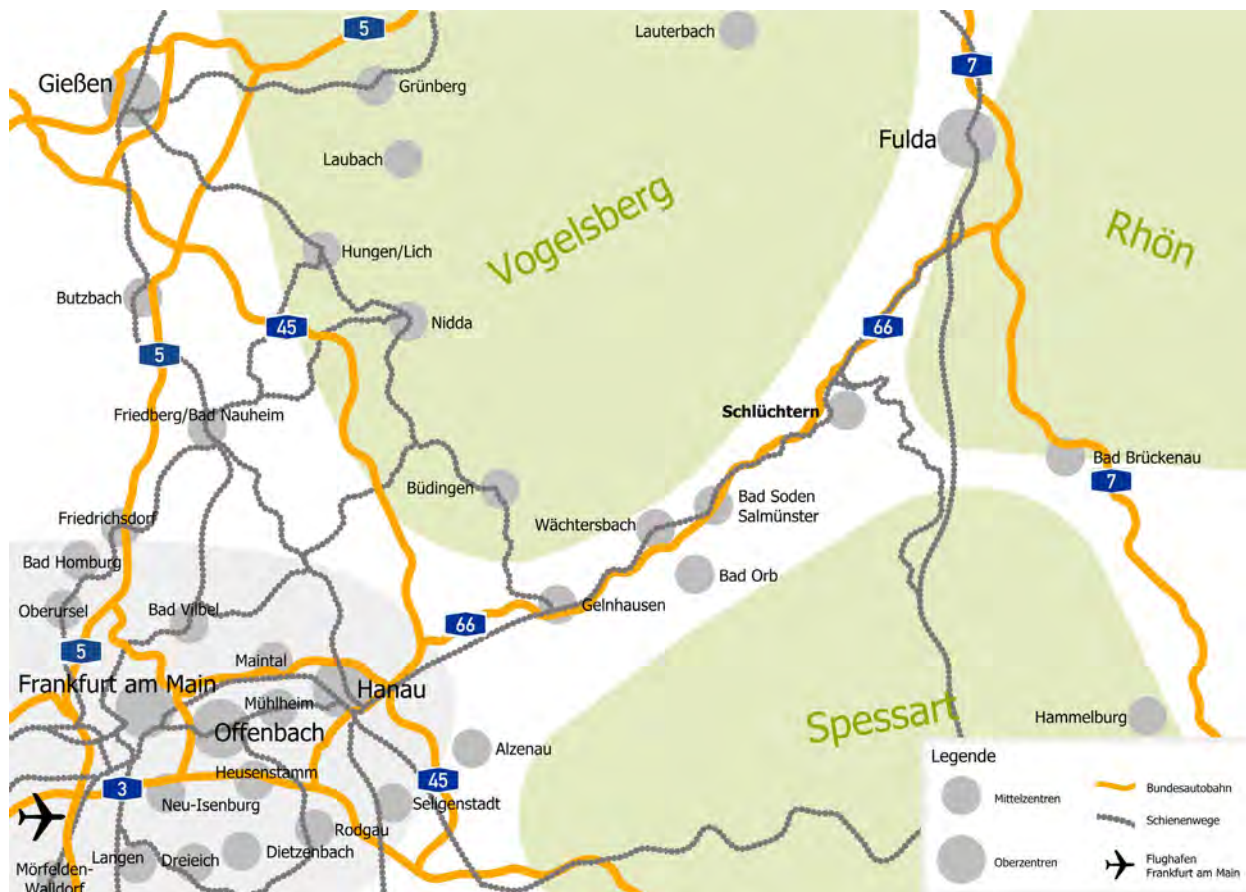 5
Lauterbach
7
Gießen
Grünberg
Fulda
Laubach
Vogelsberg
Rhön
Hungen/Lich
Butzbach
Nidda
45
66
5
Friedberg/Bad Nauheim
Schlüchtern
Bad Brückenau
7
Büdingen
Bad Soden
Salmünster
Friedrichsdorf
Wächtersbach
Bad Homburg
Bad Orb
Oberursel
Bad Vilbel
Gelnhausen
66
5
Maintal
Frankfurt am Main
Hanau
Mühlheim
Offenbach
Spessart
Hammelburg
Alzenau
Heusenstamm
45
3
Neu-Isenburg
Seligenstadt
Rodgau
Langen
Dreieich
Dietzenbach
Mörfelden-
Walldorf
Legende
Mittelzentren
Bundesautobahn
Schienenwege
Oberzentren
Flughafen
Frankfurt am Main